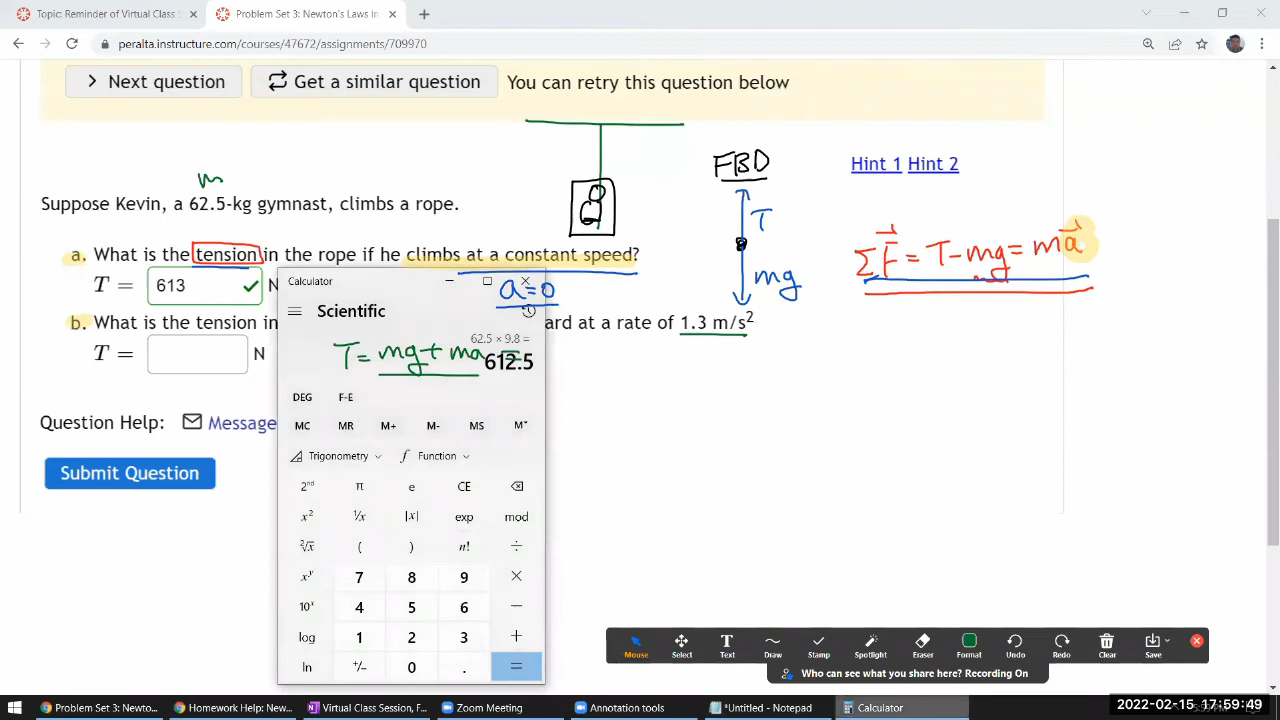 Topic: Reminder of Virtual Class S
Problem Set 3: Newton's Laws in
peralta.instructure.com/courses/47672/assignments/709970
Next question
Get a similar question
You can retry this question below
FBD
Hint 1 Hint 2
m
Suppose Kevin, a 62.5-kg gymnast, climbs a rope.
T
ΣF = T - mg = ma
a. What is the tension in the rope if he climbs at a constant speed?
T = 613 N
mg
Calculator
a = 0
Scientific
b. What is the tension in
ard at a rate of 1.3 m/s²
62.5 × 9.8 =
T = mg + ma =
612.5
T = N
DEG F-E
Question Help: Message
MC MR M+ M- MS M˅
Trigonometry Function
Submit Question
2ⁿᵈ π e CE
x² ¹/x |x| exp mod
²√x ( ) n! ÷
xʸ 7 8 9 ×
10ˣ 4 5 6 −
log 1 2 3 +
ln +/− 0 . =
Mouse Select Text Draw Stamp Spotlight Eraser Format Undo Redo Clear Save
Who can see what you share here? Recording On
Problem Set 3: Newto...
Homework Help: New...
Virtual Class Session, F...
Zoom Meeting
Annotation tools
*Untitled - Notepad
Calculator
2022-02-15 17:59:49